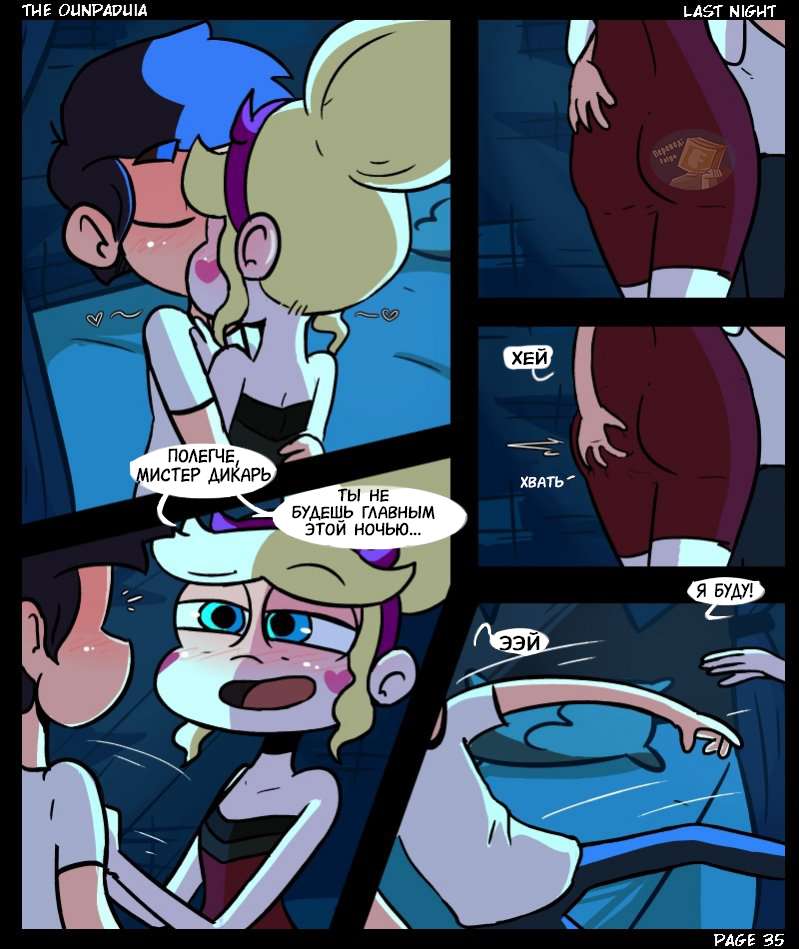 THE OUNPADUIA
LAST NIGHT
Перевод:
ХЕЙ
ХВАТЬ
ПОЛЕГЧЕ,
МИСТЕР ДИКАРЬ
ТЫ НЕ
БУДЕШЬ ГЛАВНЫМ
ЭТОЙ НОЧЬЮ...
Я БУДУ!
ЭЭЙ
PAGE 35